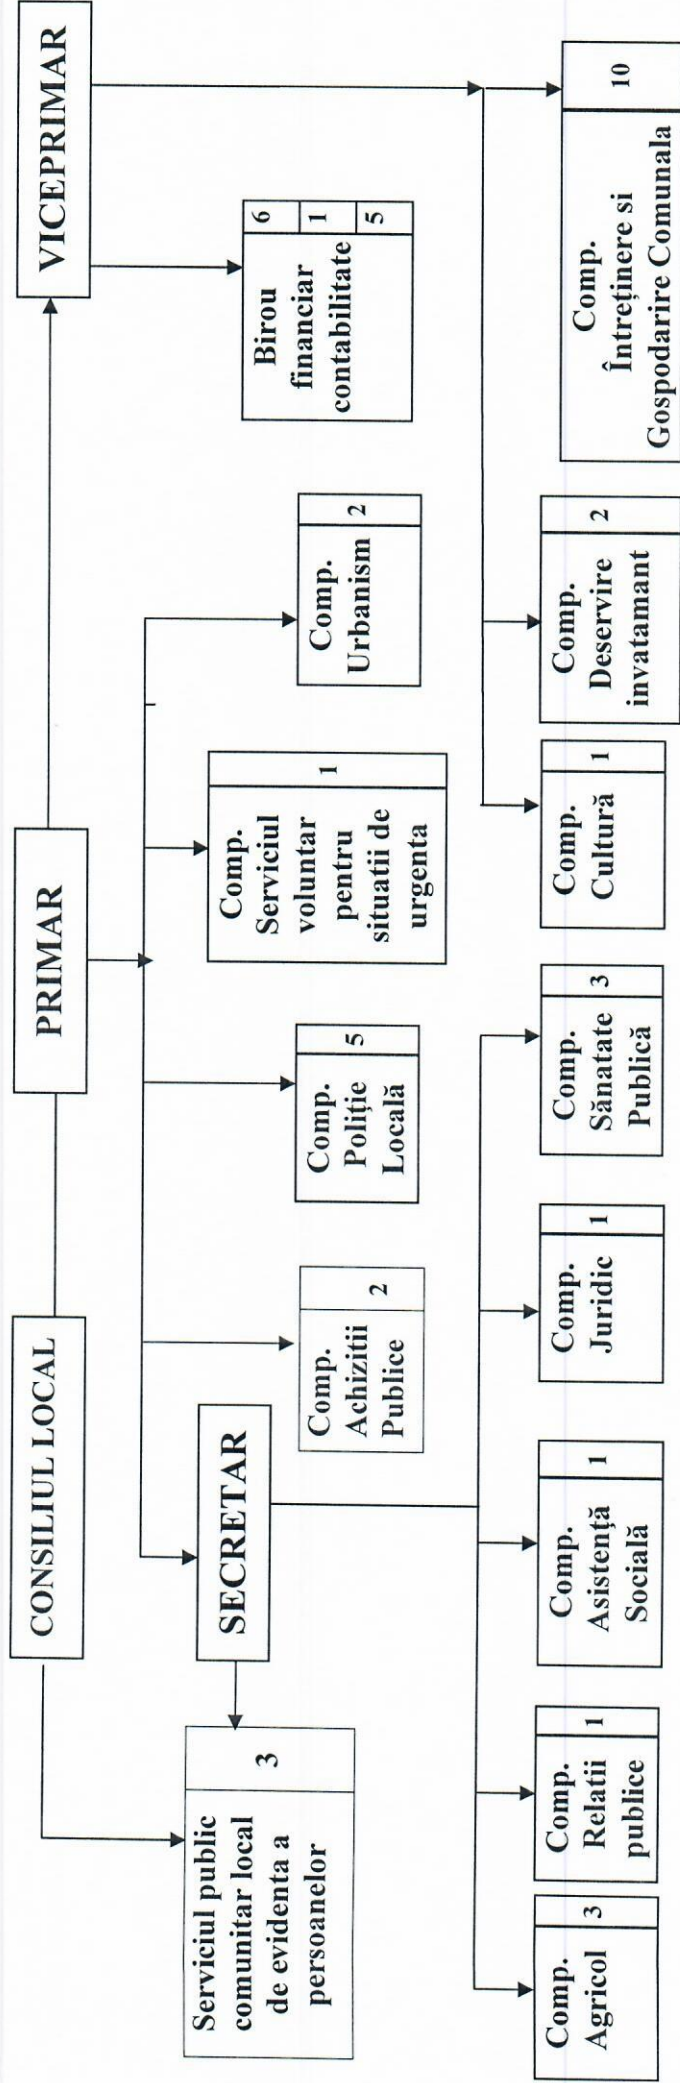 CONSILIUL LOCAL
PRIMAR
VICEPRIMAR
Serviciul public
comunitar local
de evidenta a
persoanelor
3
SECRETAR
Comp.
Achizitii
Publice
2
Comp.
Poliție
Locală
5
Comp.
Serviciul
voluntar
pentru
situatii de
urgenta
1
Comp.
Urbanism
2
Birou
financiar
contabilitate
6
1
5
Comp.
Agricol
3
Comp.
Relatii
publice
1
Comp.
Asistență
Socială
1
Comp.
Juridic
1
Comp.
Sănatate
Publică
3
Comp.
Cultură
1
Comp.
Deservire
invatamant
2
Comp.
Întreținere si
Gospodarire Comunala
10